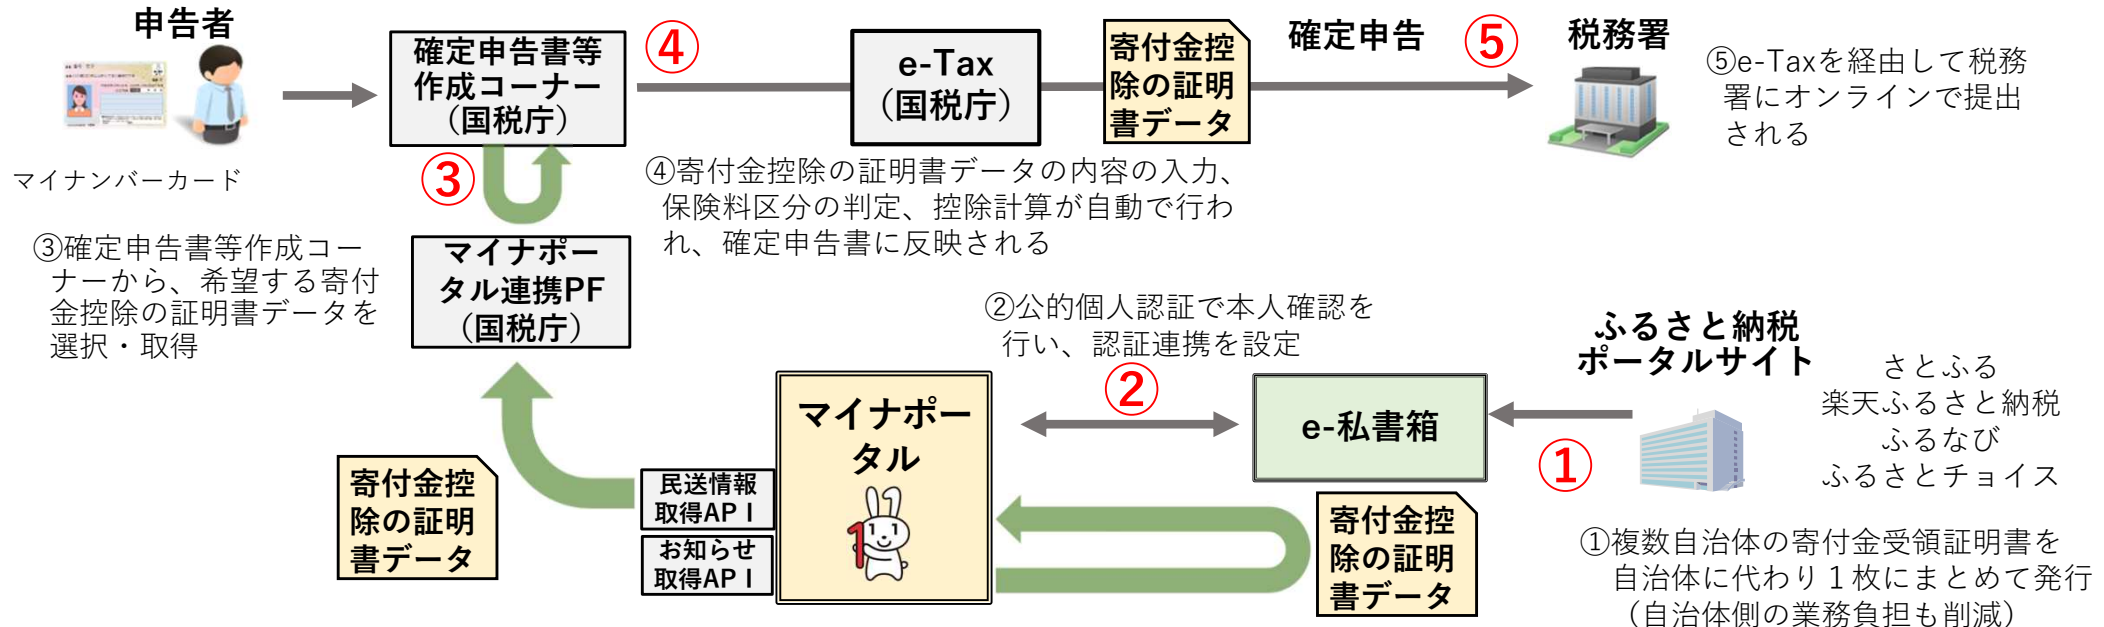 申告者
マイナンバーカード
確定申告書等
作成コーナー
（国税庁）
④
e-Tax
（国税庁）
寄付金控
除の証明
書データ
確定申告
⑤
税務署
⑤e-Taxを経由して税務
署にオンラインで提出
される
③
④寄付金控除の証明書データの内容の入力、
保険料区分の判定、控除計算が自動で行わ
れ、確定申告書に反映される
③確定申告書等作成コー
ナーから、希望する寄付
金控除の証明書データを
選択・取得
マイナポー
タル連携PF
（国税庁）
②公的個人認証で本人確認を
行い、認証連携を設定
②
ふるさと納税
ポータルサイト
さとふる
楽天ふるさと納税
ふるなび
ふるさとチョイス
マイナポー
タル
e-私書箱
①
寄付金控
除の証明
書データ
民送情報
取得API
お知らせ
取得API
寄付金控
除の証明
書データ
①複数自治体の寄付金受領証明書を
自治体に代わり１枚にまとめて発行
（自治体側の業務負担も削減）